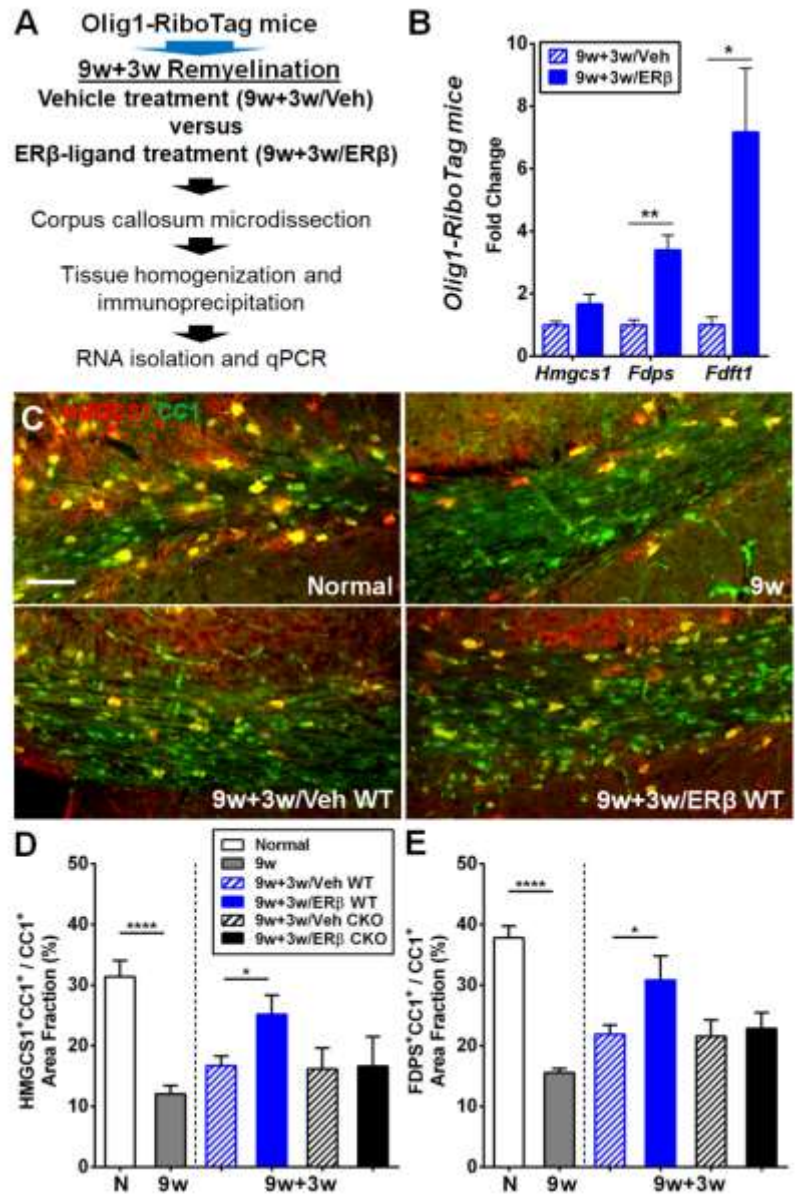 A
Olig1-RiboTag mice
9w+3w Remyelination
Vehicle treatment (9w+3w/Veh)
versus
ERβ-ligand treatment (9w+3w/ERβ)
Corpus callosum microdissection
Tissue homogenization and
immunoprecipitation
RNA isolation and qPCR
B
Olig1-RiboTag mice
Fold Change
10
8
6
4
2
0
9w+3w/Veh
9w+3w/ERβ
**
*
Hmgcs1
Fdps
Fdft1
C
HMGCS1 CC1
Normal
9w
9w+3w/Veh WT
9w+3w/ERβ WT
D
HMGCS1⁺CC1⁺ / CC1⁺
Area Fraction (%)
50
40
30
20
10
0
****
*
Normal
9w
9w+3w/Veh WT
9w+3w/ERβ WT
9w+3w/Veh CKO
9w+3w/ERβ CKO
N
9w
9w+3w
E
FDPS⁺CC1⁺ / CC1⁺
Area Fraction (%)
50
40
30
20
10
0
****
*
N
9w
9w+3w